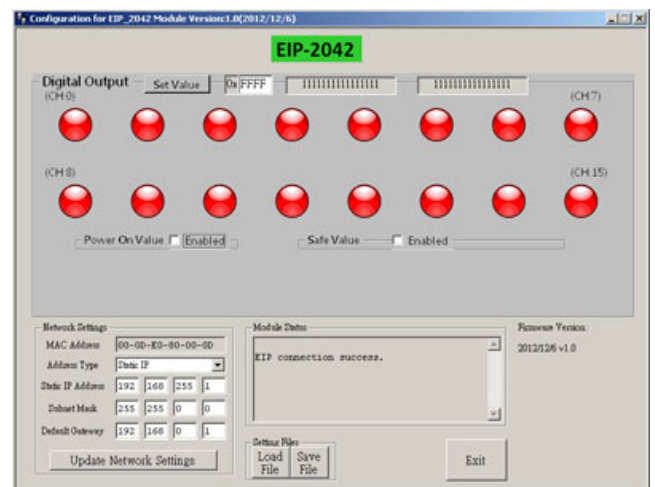 Configuration for EIP_2042 Module Version:1.0(2012/12/6)
EIP-2042
Digital Output Set Value 0x FFFF 1111111111111111 1111111111111111
(CH 0) (CH 7)
(CH 8) (CH 15)
Power On Value Enabled Safe Value Enabled
Network Settings
MAC Address 00-0D-E0-80-00-0D
Address Type Static IP
Static IP Address 192 168 255 1
Subnet Mask 255 255 0 0
Default Gateway 192 168 0 1
Update Network Settings
Module Status
EIP connection success.
Setting Files
Load File Save File
Exit
Firmware Version:
2012/12/6 v1.0